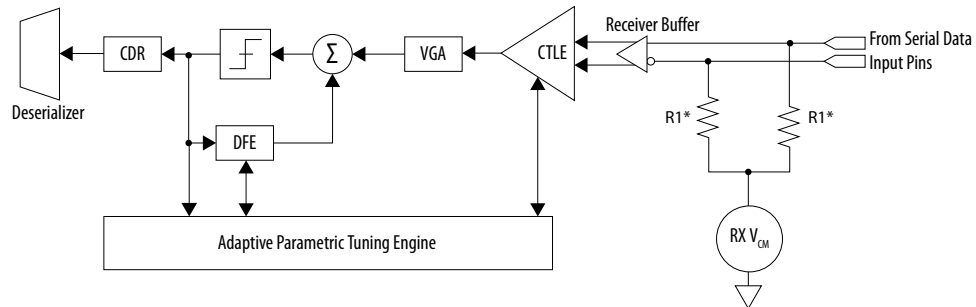 Receiver Buffer
From Serial Data
Input Pins
CDR
Σ
VGA
CTLE
Deserializer
R1*
R1*
DFE
Adaptive Parametric Tuning Engine
RX VCM